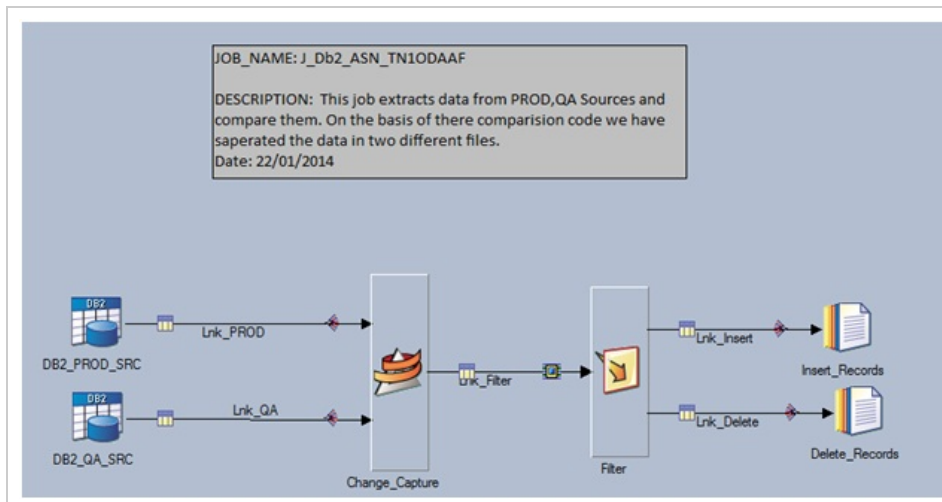 JOB_NAME: J_Db2_ASN_TN1ODAAF
DESCRIPTION: This job extracts data from PROD,QA Sources and
compare them. On the basis of there comparision code we have
saperated the data in two different files.
Date: 22/01/2014
DB2
Lnk_PROD
DB2_PROD_SRC
Lnk_Insert
Insert_Records
Lnk_Filter
DB2
Lnk_QA
DB2_QA_SRC
Lnk_Delete
Delete_Records
Change_Capture
Filter